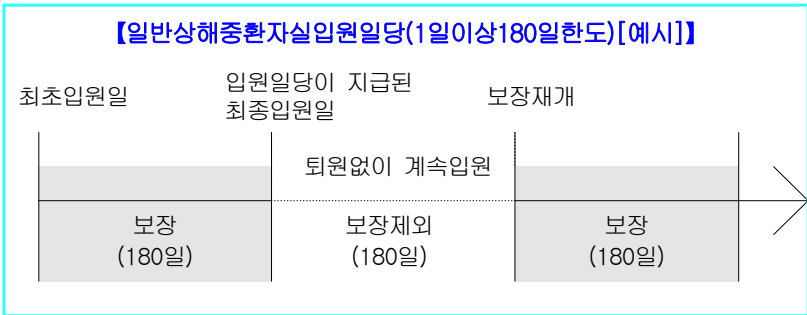 【일반상해중환자실입원일당(1일이상180일한도)[예시]】
최초입원일
입원일당이 지급된
최종입원일
보장재개
퇴원없이 계속입원
보장
(180일)
보장제외
(180일)
보장
(180일)